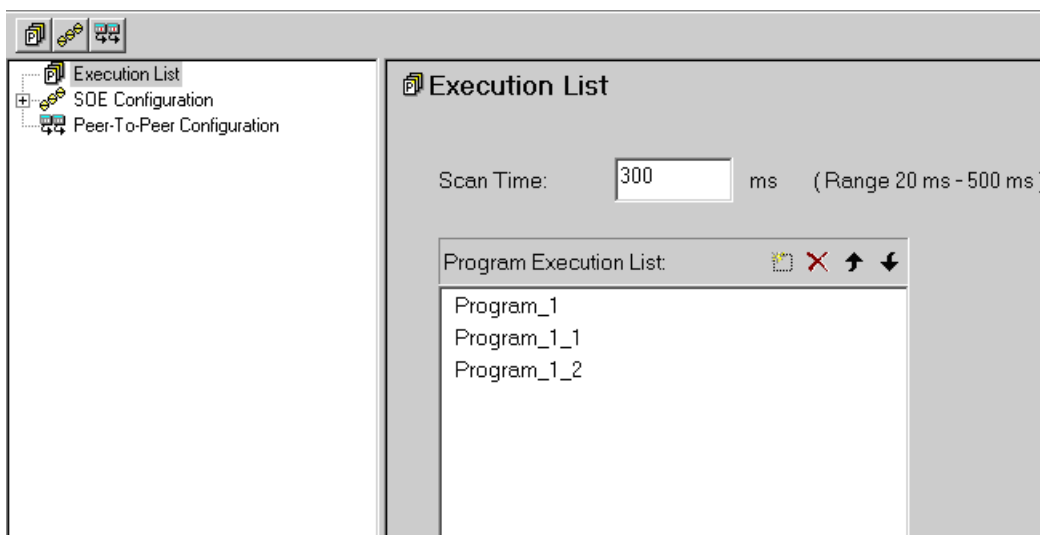 Execution List
SOE Configuration
Peer-To-Peer Configuration
Execution List
Scan Time: 300 ms (Range 20 ms - 500 ms)
Program Execution List:
Program_1
Program_1_1
Program_1_2